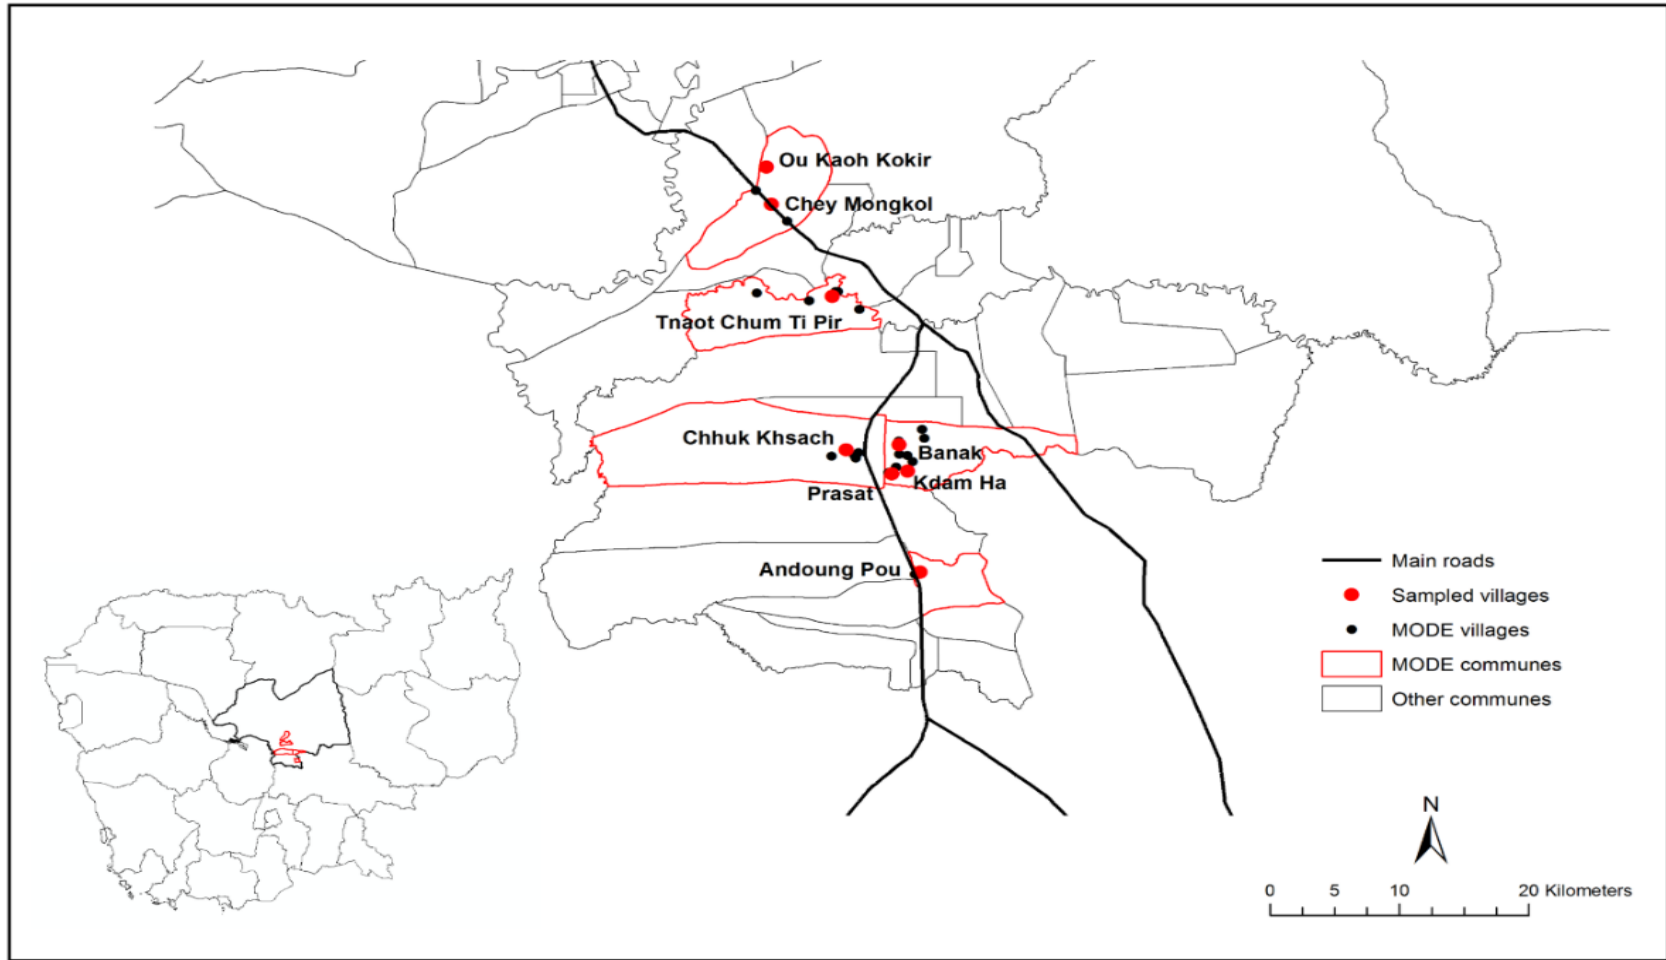 Ou Kaoh Kokir
Chey Mongkol
Tnaot Chum Ti Pir
Chhuk Khsach
Banak
Kdam Ha
Prasat
Andoung Pou
Main roads
Sampled villages
MODE villages
MODE communes
Other communes
N
0 5 10 20 Kilometers